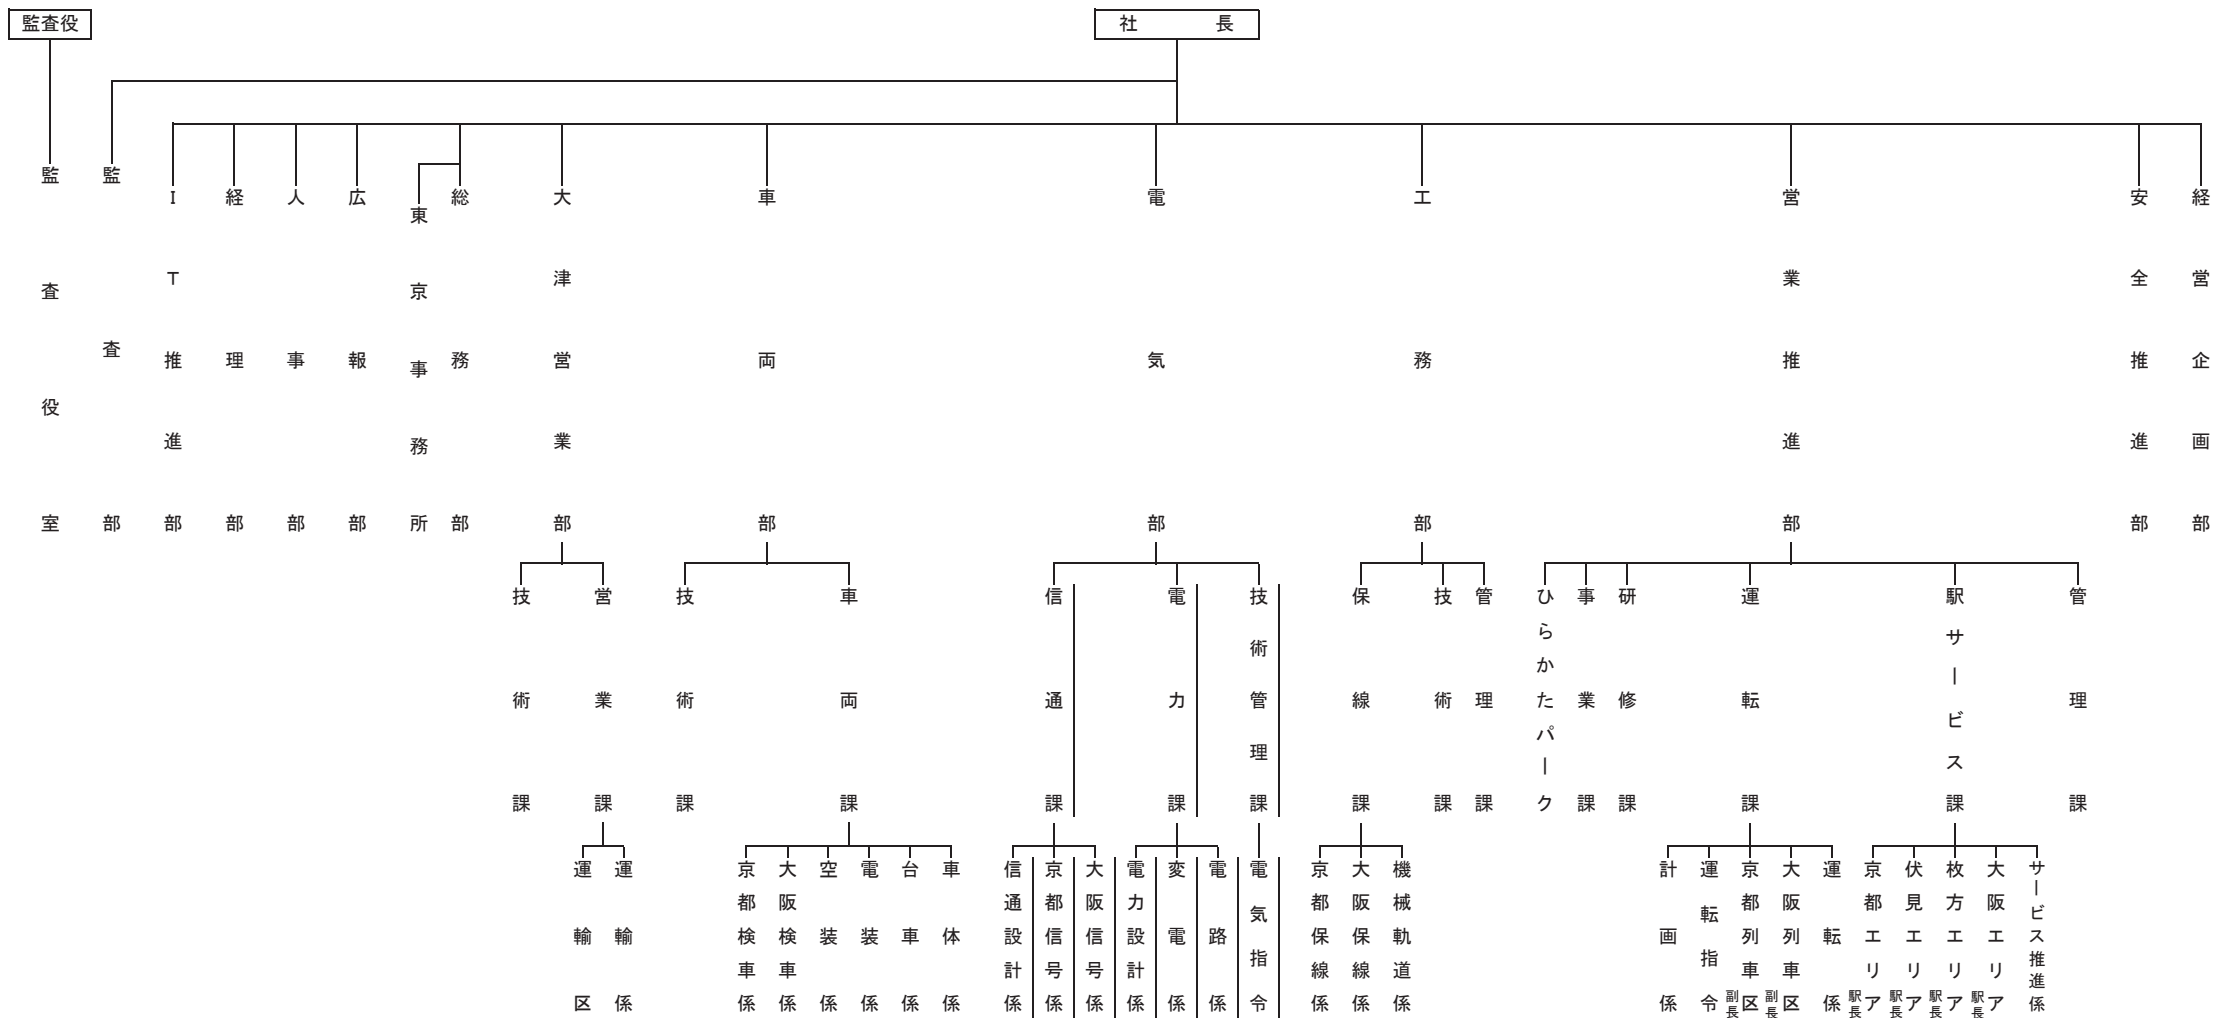 監査役
社長
経営企画部
安全推進部
営業推進部
工務部
電気部
車両部
大津営業部
総務部
東京事務所
広報部
人事部
経理部
IT推進部
監査部
監査役室
管理課
駅サービス課
運転課
研修課
事業課
ひらかたパーク
管理課
技術課
保線課
技術管理課
電力課
信通課
車両課
技術課
営業課
技術課
サービス推進係
大阪エリア
駅長
枚方エリア
駅長
伏見エリア
駅長
京都エリア
駅長
運転係
大阪列車区
副長
京都列車区
副長
運転指令
計画係
機械軌道係
大阪保線係
京都保線係
電気指令
電路係
変電係
電力設計係
大阪信号係
京都信号係
信通設計係
車体係
台車係
電装係
空装係
大阪検車係
京都検車係
運輸係
運輸区